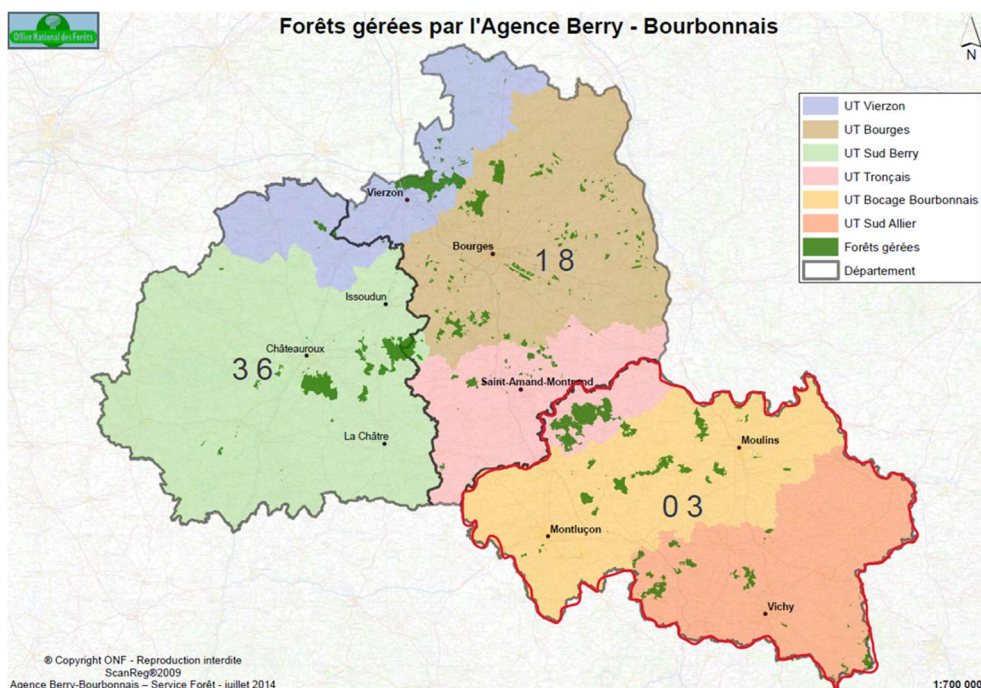 Office National des Forêts
Forêts gérées par l'Agence Berry - Bourbonnais
N
UT Vierzon
UT Bourges
UT Sud Berry
UT Tronçais
UT Bocage Bourbonnais
UT Sud Allier
Forêts gérées
Département
Vierzon
Bourges
18
Issoudun
Châteauroux
36
Saint-Amand-Montrond
La Châtre
Moulins
03
Montluçon
Vichy
® Copyright ONF - Reproduction interdite
ScanReg®2009
Agence Berry-Bourbonnais – Service Forêt - juillet 2014
1:700 000